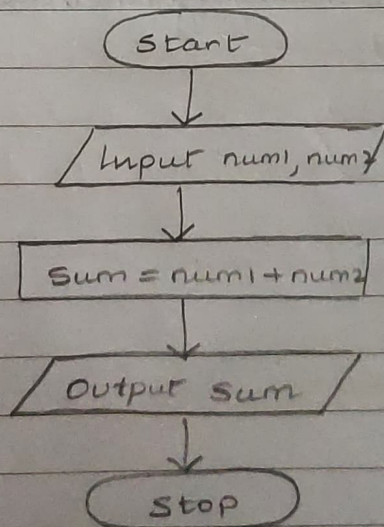 Start
Input num1, num2
Sum = num1 + num2
Output Sum
Stop